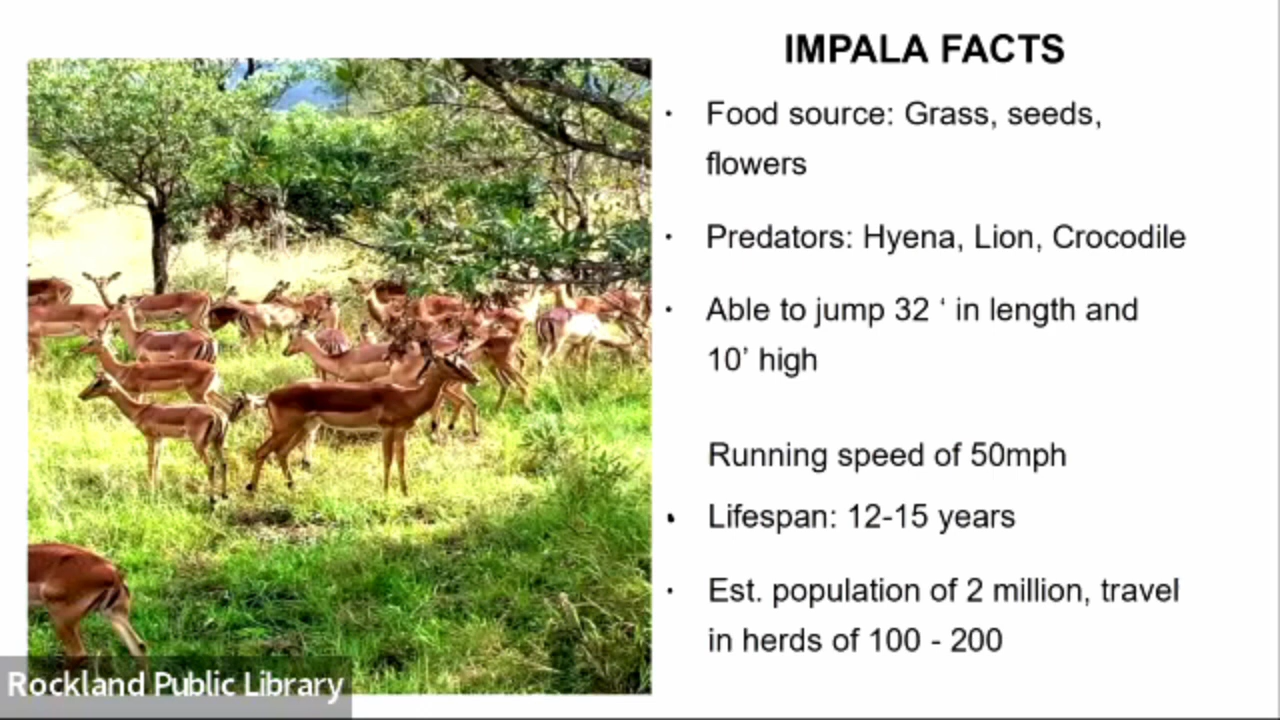 IMPALA FACTS
· Food source: Grass, seeds,
flowers
· Predators: Hyena, Lion, Crocodile
· Able to jump 32 ‘ in length and
10’ high
Running speed of 50mph
· Lifespan: 12-15 years
· Est. population of 2 million, travel
in herds of 100 - 200
Rockland Public Library